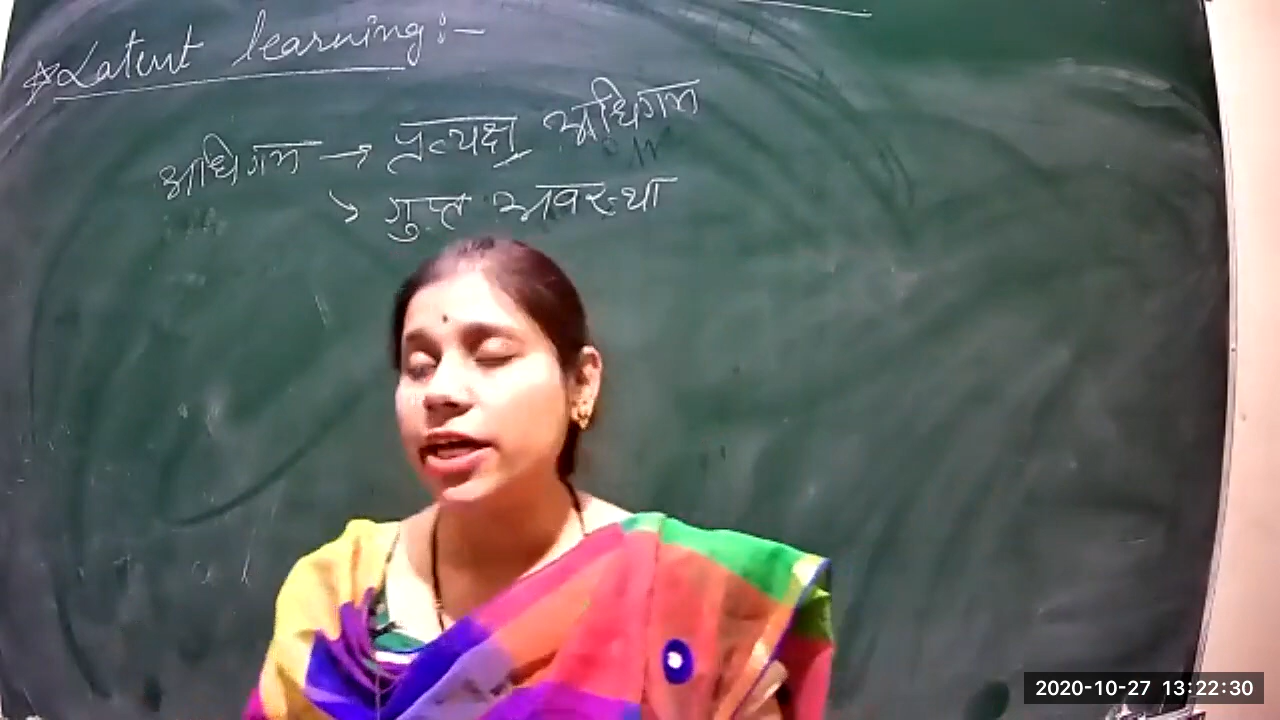 ☆Latent learning:-
अधिगम → प्रत्यक्ष अधिगम
↘ गुप्त अवस्था
2020-10-27 13:22:30